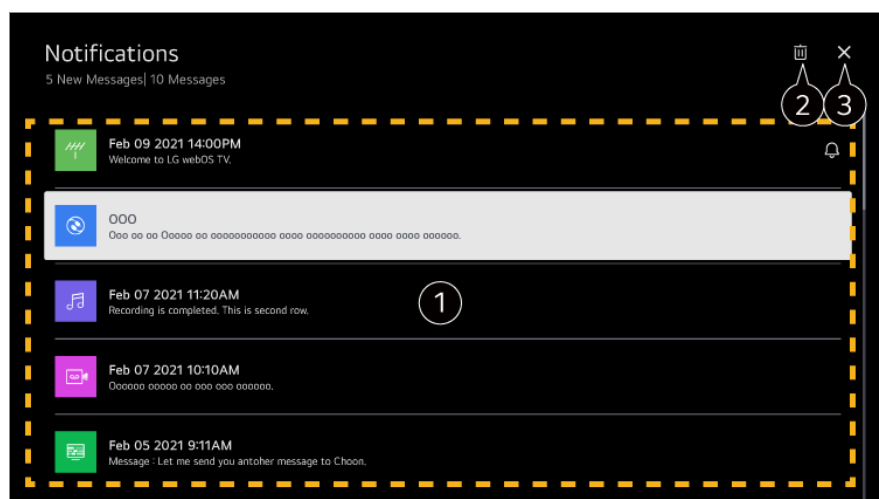 Notifications
5 New Messages| 10 Messages
2
3
Feb 09 2021 14:00PM
Welcome to LG webOS TV.
OOO
Ooo oo oo Ooooo oo ooooooooooo oooo oooooooooo oooo oooo oooooo.
Feb 07 2021 11:20AM
Recording is completed. This is second row.
1
Feb 07 2021 10:10AM
Oooooo ooooo oo ooo ooo oooooo.
Feb 05 2021 9:11AM
Message : Let me send you antoher message to Choon.